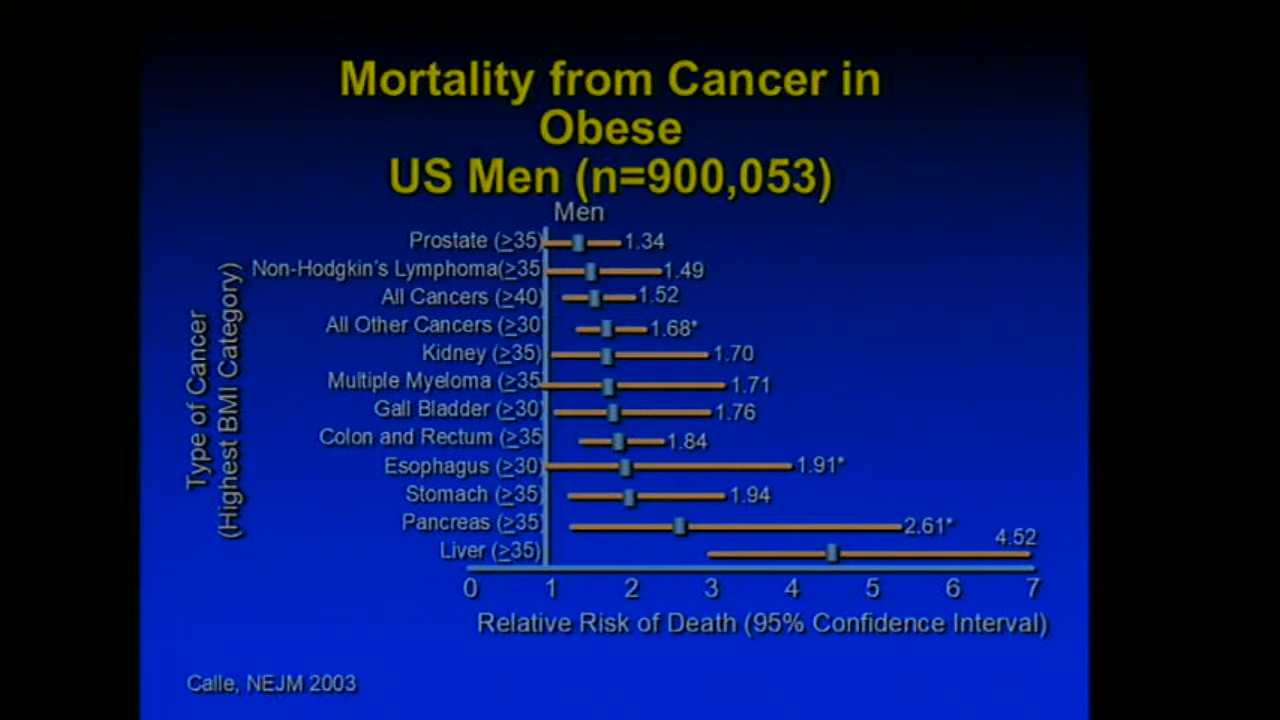 Mortality from Cancer in
Obese
US Men (n=900,053)
Men
Type of Cancer
(Highest BMI Category)
Prostate (≥35) 1.34
Non-Hodgkin's Lymphoma(≥35 1.49
All Cancers (≥40) 1.52
All Other Cancers (≥30 1.68*
Kidney (≥35) 1.70
Multiple Myeloma (≥35 1.71
Gall Bladder (≥30) 1.76
Colon and Rectum (≥35 1.84
Esophagus (≥30) 1.91*
Stomach (≥35) 1.94
Pancreas (≥35) 2.61*
Liver (≥35) 4.52
0 1 2 3 4 5 6 7
Relative Risk of Death (95% Confidence Interval)
Calle, NEJM 2003